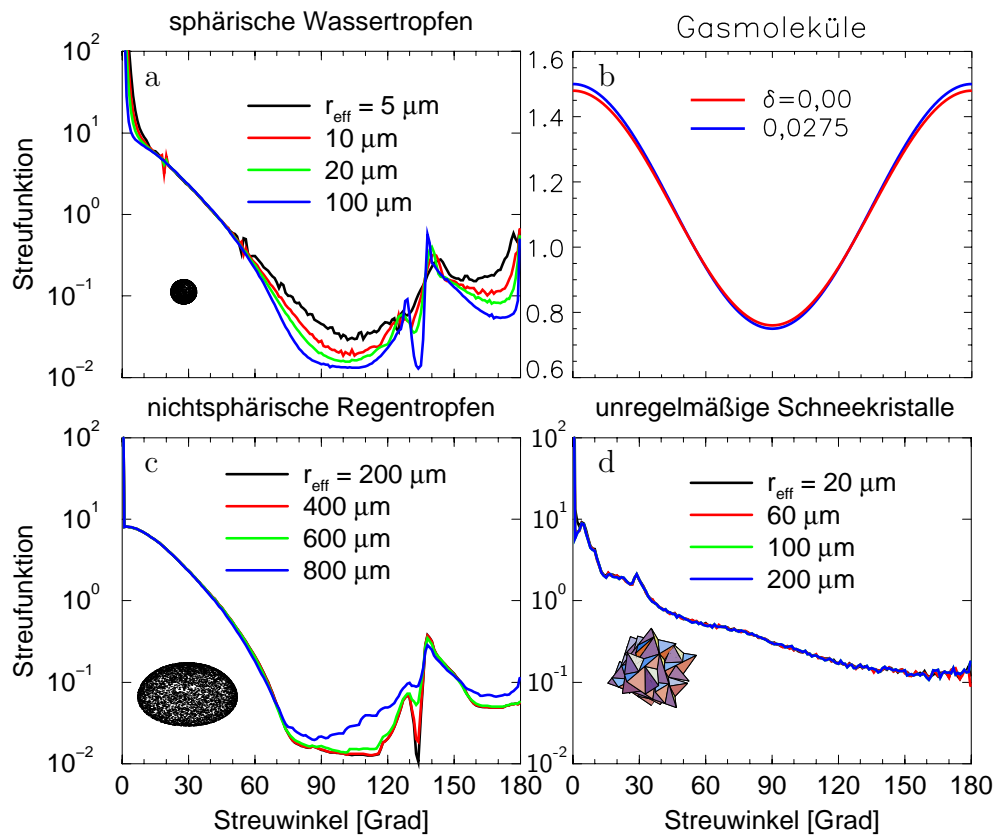 sphärische Wassertropfen
a
r_eff = 5 μm
10 μm
20 μm
100 μm
Streufunktion
10^2
10^1
10^0
10^-1
10^-2
Gasmoleküle
b
δ=0,00
0,0275
1.6
1.4
1.2
1.0
0.8
0.6
nichtsphärische Regentropfen
c
r_eff = 200 μm
400 μm
600 μm
800 μm
Streufunktion
10^2
10^1
10^0
10^-1
10^-2
0 30 60 90 120 150 180
Streuwinkel [Grad]
unregelmäßige Schneekristalle
d
r_eff = 20 μm
60 μm
100 μm
200 μm
10^2
10^1
10^0
10^-1
10^-2
0 30 60 90 120 150 180
Streuwinkel [Grad]